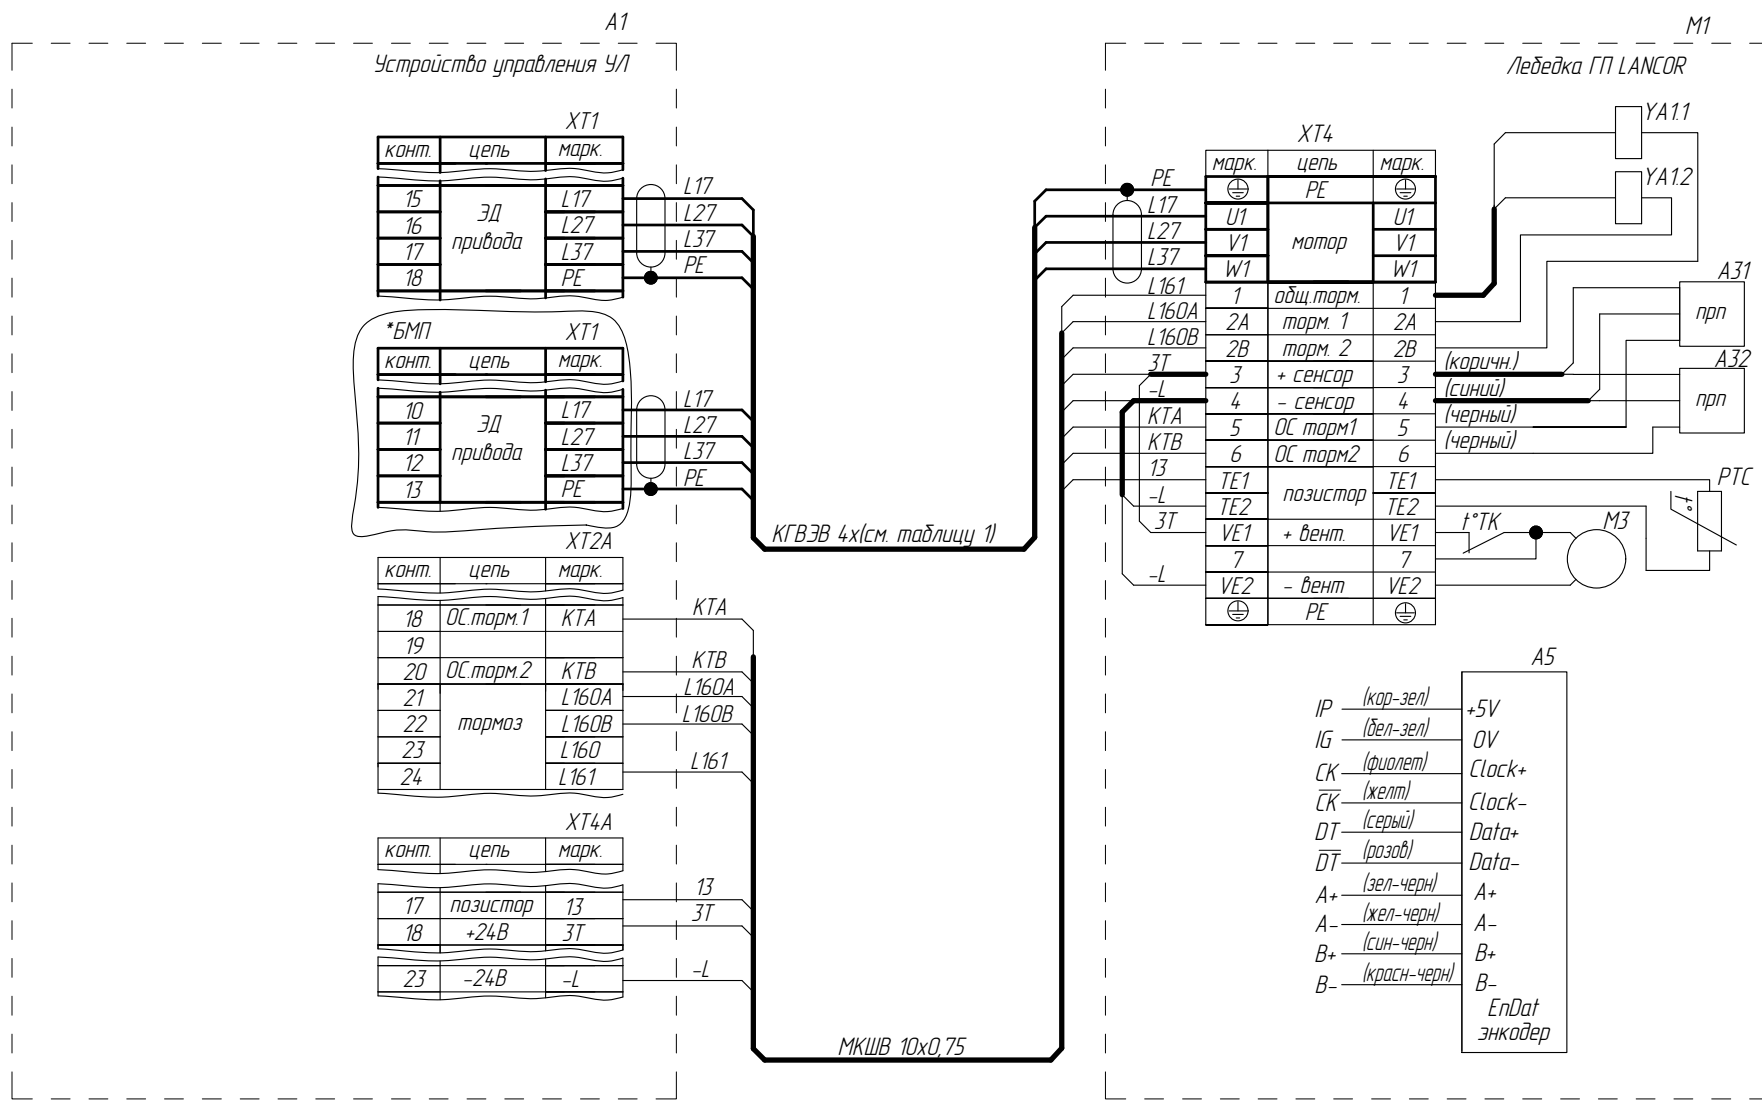 A1
Устройство управления УЛ
XT1
конт. цепь марк.
15 L17
16 L27
17 L37
18 PE
ЭД
привода
L17
L27
L37
PE
*БМП XT1
конт. цепь марк.
10 L17
11 L27
12 L37
13 PE
ЭД
привода
L17
L27
L37
PE
XT2A
конт. цепь марк.
18 ОС.торм.1 KTA
19
20 ОС.торм.2 KTB
21 L160A
22 тормоз L160B
23 L160
24 L161
KTA
KTB
L160A
L160B
L161
XT4A
конт. цепь марк.
17 позистор 13
18 +24В 3T
23 -24В -L
13
3T
-L
КГВЭВ 4х(см. таблицу 1)
МКШВ 10х0,75
M1
Лебедка ГП LANCOR
XT4
марк. цепь марк.
PE
U1 U1
V1 мотор V1
W1 W1
1 общ.торм. 1
2A торм. 1 2A
2B торм. 2 2B
3 + сенсор 3
4 - сенсор 4
5 ОС торм1 5
6 ОС торм2 6
TE1 TE1
позистор
TE2 TE2
VE1 + вент. VE1
7 7
VE2 - вент VE2
PE
PE
L17
L27
L37
L161
L160A
L160B
3T
-L
KTA
KTB
13
-L
3T
-L
(коричн.)
(синий)
(черный)
(черный)
YA1.1
YA1.2
A31
прп
A32
прп
PTC
t°
t°TK
M3
A5
IP (кор-зел) +5V
IG (бел-зел) 0V
CK (фиолет) Clock+
C̅K̅ (желт) Clock-
DT (серый) Data+
D̅T̅ (розов) Data-
A+ (зел-черн) A+
A- (жел-черн) A-
B+ (син-черн) B+
B- (красн-черн) B-
EnDat
энкодер